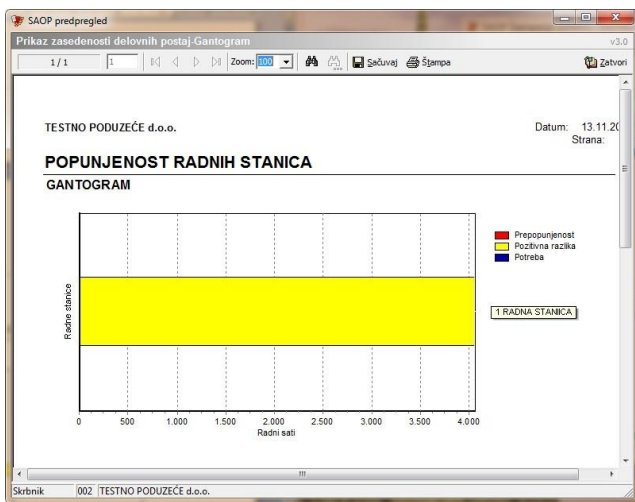 SAOP predpregled
Prikaz zasedenosti delovnih postaj-Gantogram v3.0
1 / 1 1 Zoom: 100 Sačuvaj Štampa Zatvori
TESTNO PODUZEĆE d.o.o. Datum: 13.11.20
Strana:
POPUNJENOST RADNIH STANICA
GANTOGRAM
Prepopunjenost
Pozitivna razlika
Potreba
Radne stanice
1 RADNA STANICA
0 500 1.000 1.500 2.000 2.500 3.000 3.500 4.000
Radni sati
Skrbnik 002 TESTNO PODUZEĆE d.o.o.